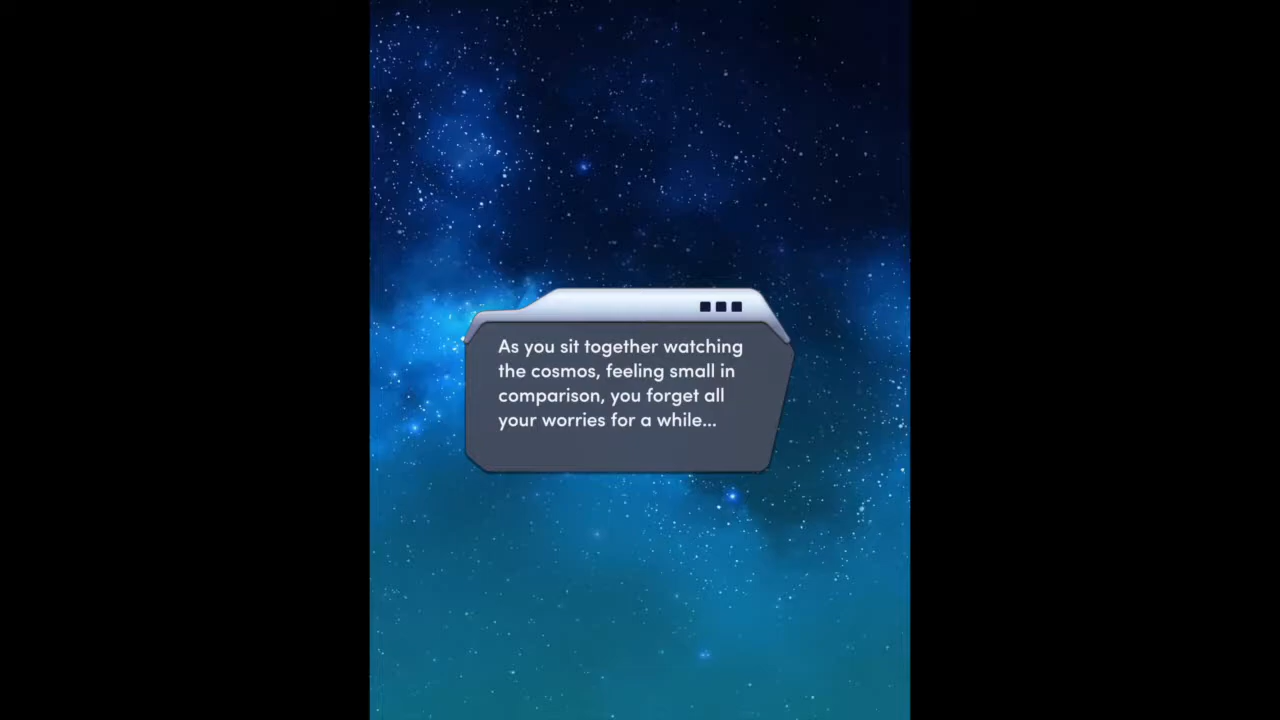 As you sit together watching
the cosmos, feeling small in
comparison, you forget all
your worries for a while...